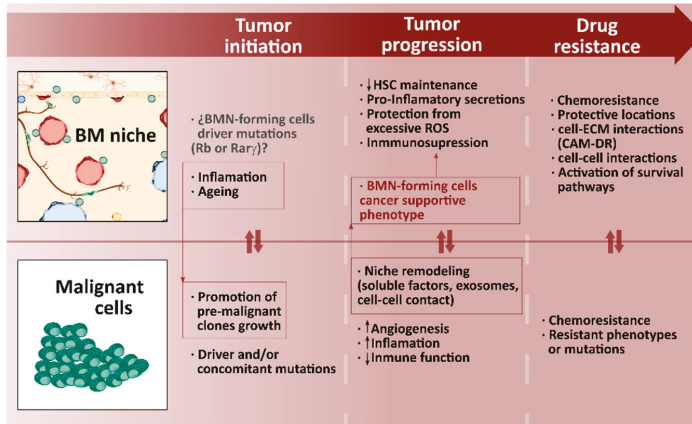 Tumor
initiation
Tumor
progression
Drug
resistance
BM niche
· ¿BMN-forming cells
driver mutations
(Rb or Rarγ)?
· Inflamation
· Ageing
· ↓HSC maintenance
· Pro-Inflamatory secretions
· Protection from
excessive ROS
· Inmmunosupression
· BMN-forming cells
cancer supportive
phenotype
· Chemoresistance
· Protective locations
· cell-ECM interactions
(CAM-DR)
· cell-cell interactions
· Activation of survival
pathways
Malignant
cells
· Promotion of
pre-malignant
clones growth
· Driver and/or
concomitant mutations
· Niche remodeling
(soluble factors, exosomes,
cell-cell contact)
· ↑Angiogenesis
· ↑Inflamation
· ↓Inmune function
· Chemoresistance
· Resistant phenotypes
or mutations